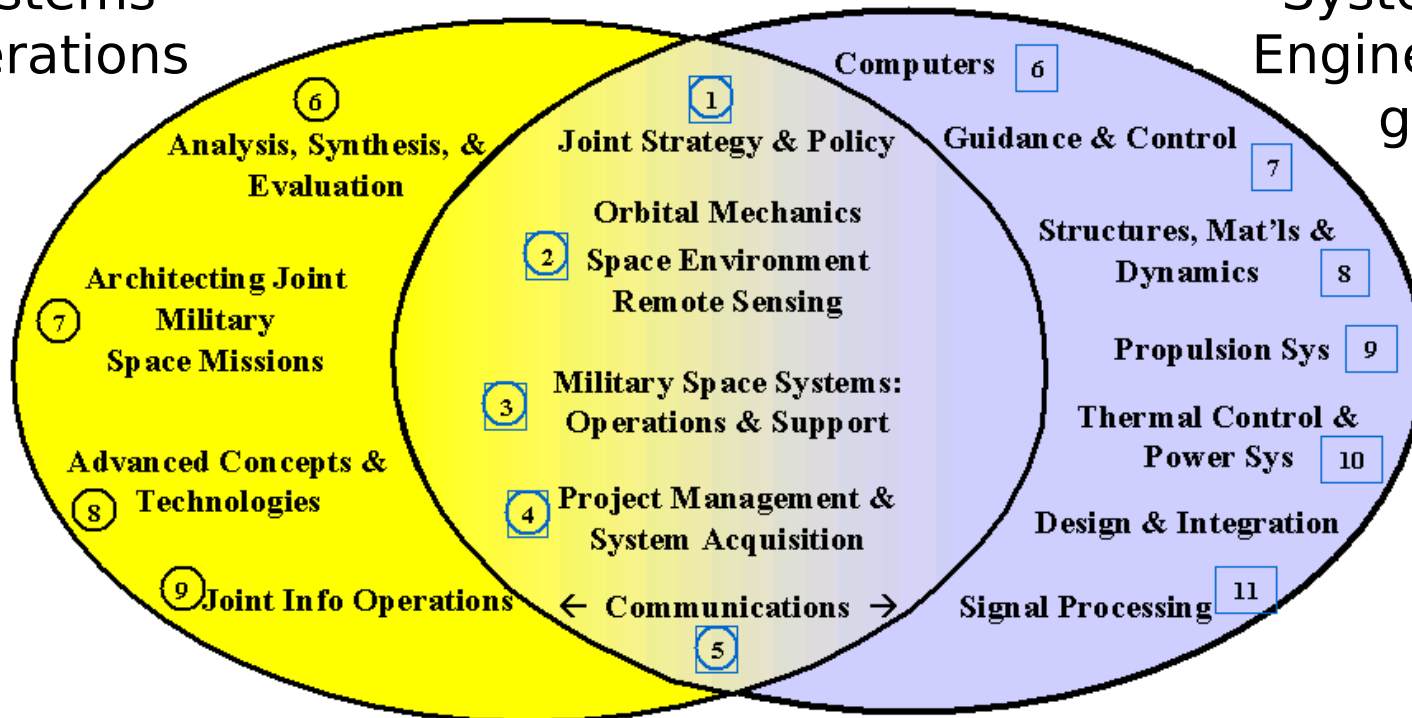 erations
Engine
6
Analysis, Synthesis, &
Evaluation
7
Architecting Joint
Military
Space Missions
Advanced Concepts &
8
Technologies
9
Joint Info Operations
1
Joint Strategy & Policy
Orbital Mechanics
2
Space Environment
Remote Sensing
3
Military Space Systems:
Operations & Support
4
Project Management &
System Acquisition
← Communications →
5
Computers 6
Guidance & Control
7
Structures, Mat'ls &
Dynamics 8
Propulsion Sys 9
Thermal Control &
Power Sys 10
Design & Integration
Signal Processing 11
g